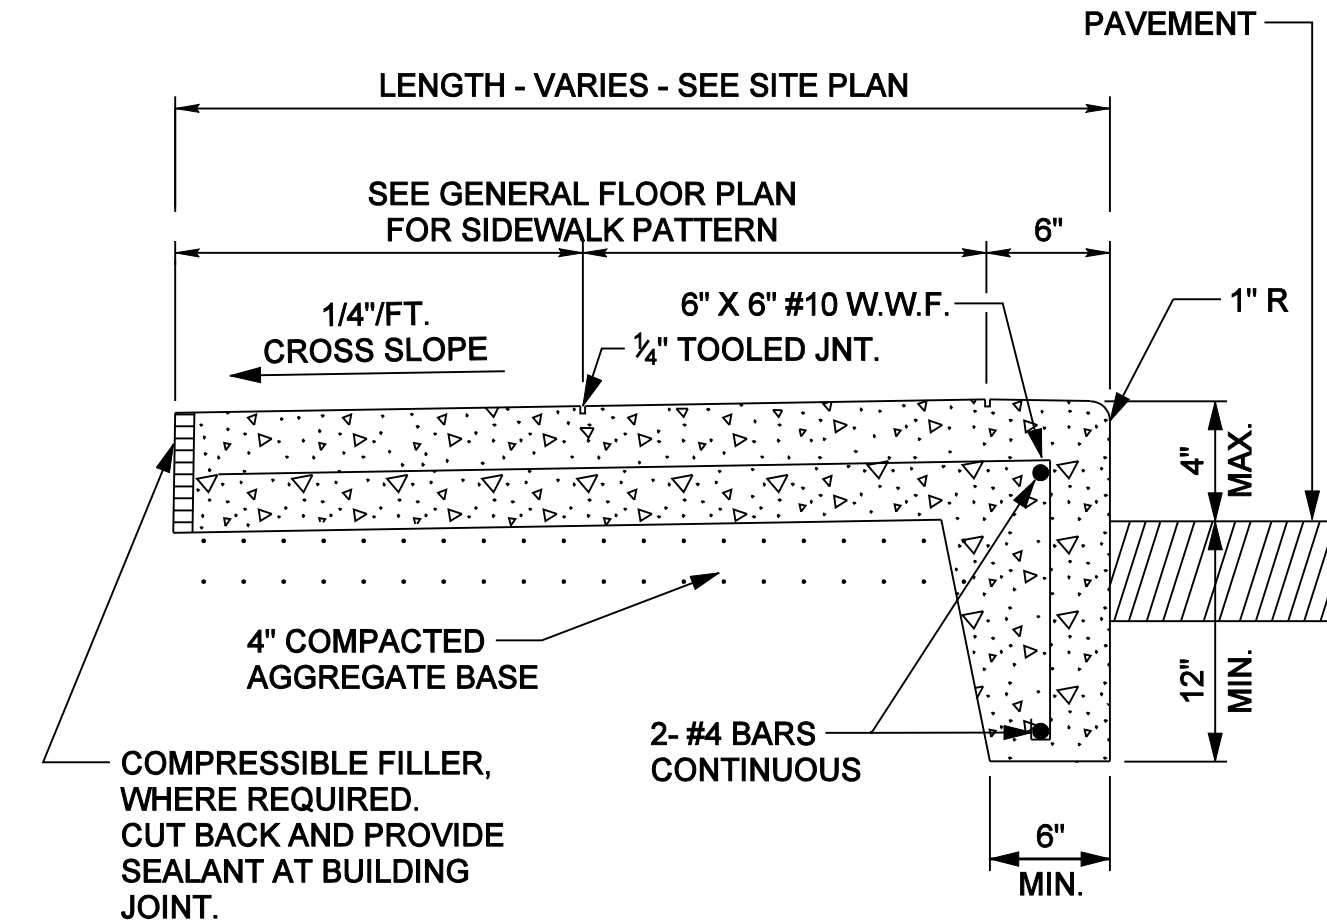 PAVEMENT
LENGTH - VARIES - SEE SITE PLAN
SEE GENERAL FLOOR PLAN
FOR SIDEWALK PATTERN
6"
1/4"/FT.
CROSS SLOPE
6" X 6" #10 W.W.F.
1" R
1/4" TOOLED JNT.
4"
MAX.
4" COMPACTED
AGGREGATE BASE
12"
MIN.
2- #4 BARS
CONTINUOUS
COMPRESSIBLE FILLER,
WHERE REQUIRED.
CUT BACK AND PROVIDE
SEALANT AT BUILDING
JOINT.
6"
MIN.